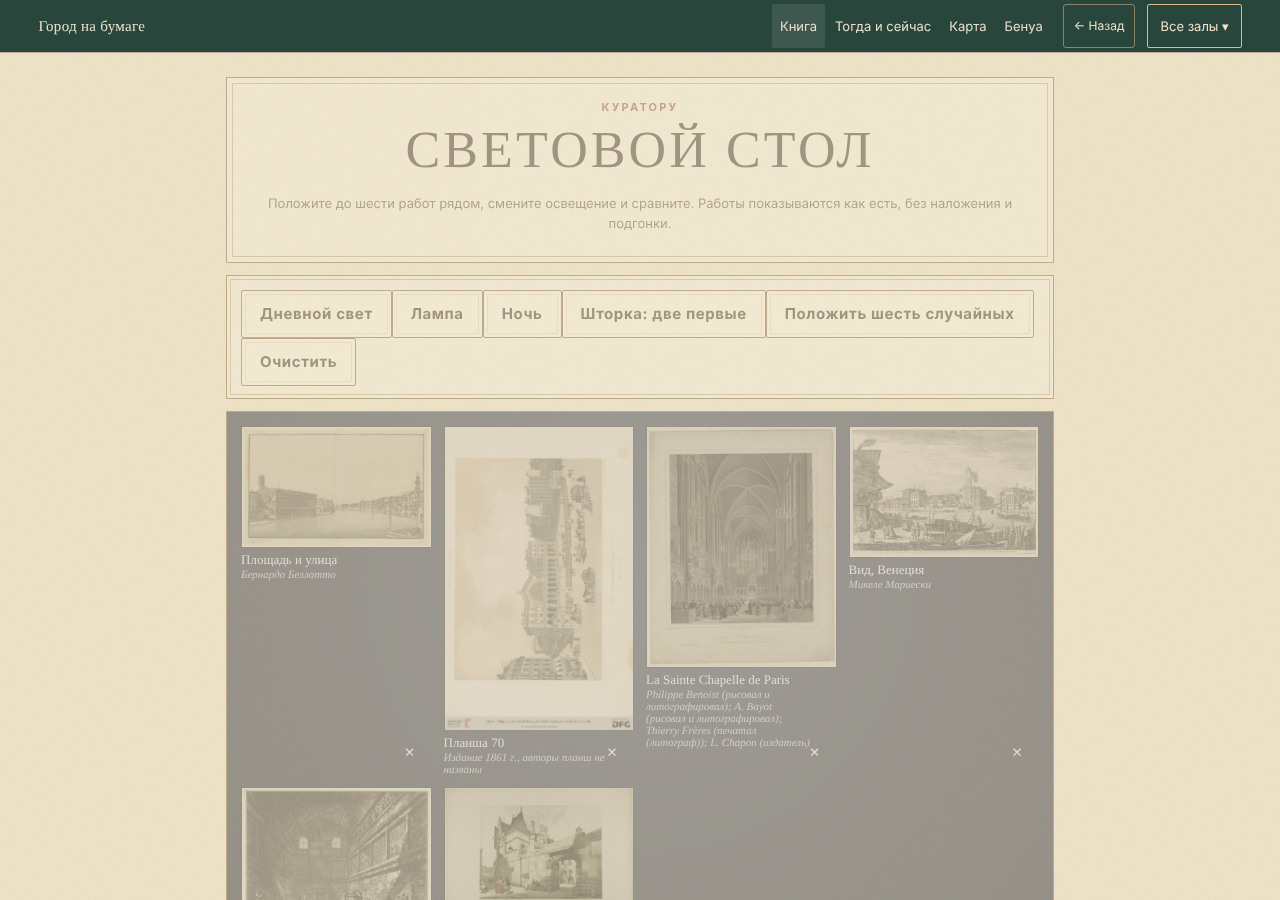 Город на бумаге
Книга
Тогда и сейчас
Карта
Бенуа
← Назад
Все залы ▾
КУРАТОРУ
СВЕТОВОЙ СТОЛ
Положите до шести работ рядом, смените освещение и сравните. Работы показываются как есть, без наложения и
подгонки.
Дневной свет
Лампа
Ночь
Шторка: две первые
Положить шесть случайных
Очистить
Площадь и улица
Бернардо Беллотто
×
DFG
Планша 70
Издание 1861 г., авторы планш не
названы
×
La Sainte Chapelle de Paris
Philippe Benoist (рисовал и
литографировал); A. Bayot
(рисовал и литографировал);
Thierry Frères (печатал
(литограф)); L. Chapon (издатель)
×
Вид, Венеция
Микеле Мариески
×